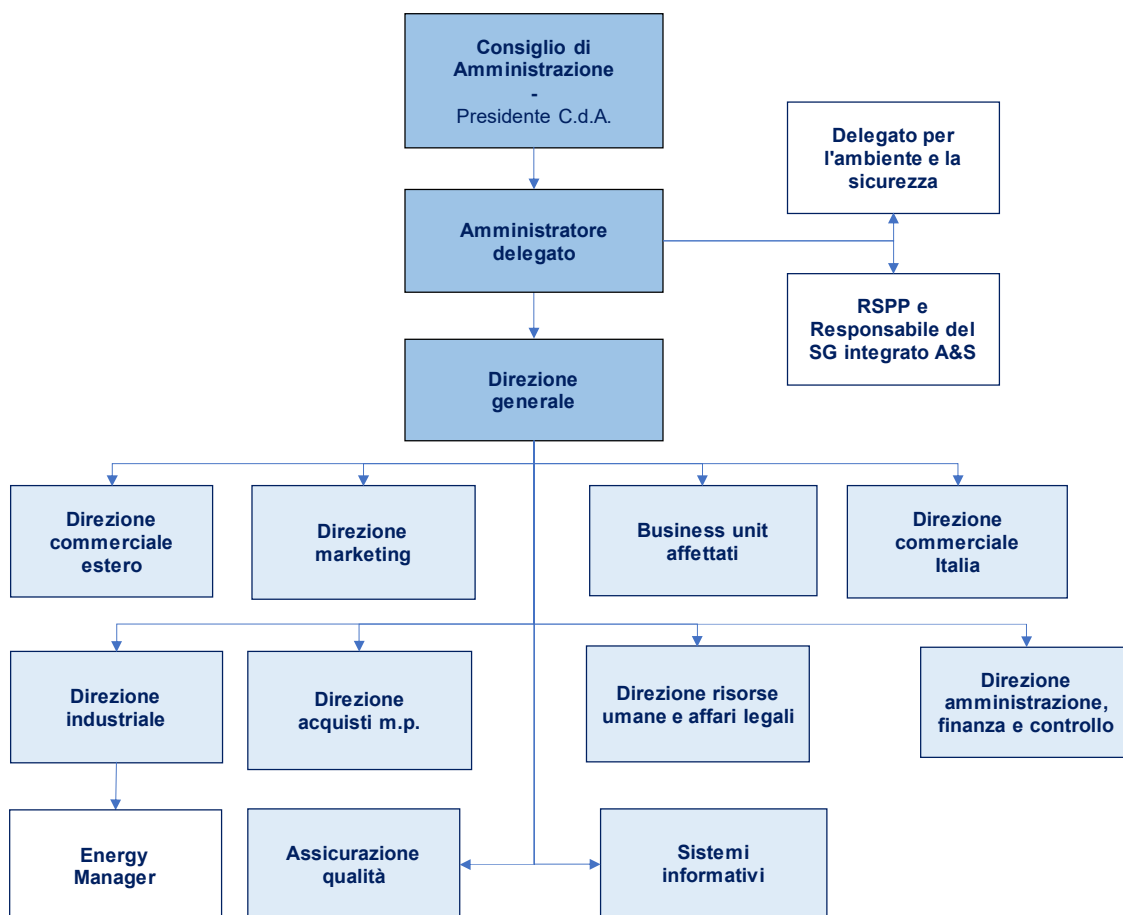 Consiglio di
Amministrazione
-
Presidente C.d.A.
Delegato per
l'ambiente e la
sicurezza
Amministratore
delegato
RSPP e
Responsabile del
SG integrato A&S
Direzione
generale
Direzione
commerciale
estero
Direzione
marketing
Business unit
affettati
Direzione
commerciale
Italia
Direzione
industriale
Direzione
acquisti m.p.
Direzione risorse
umane e affari legali
Direzione
amministrazione,
finanza e controllo
Energy
Manager
Assicurazione
qualità
Sistemi
informativi